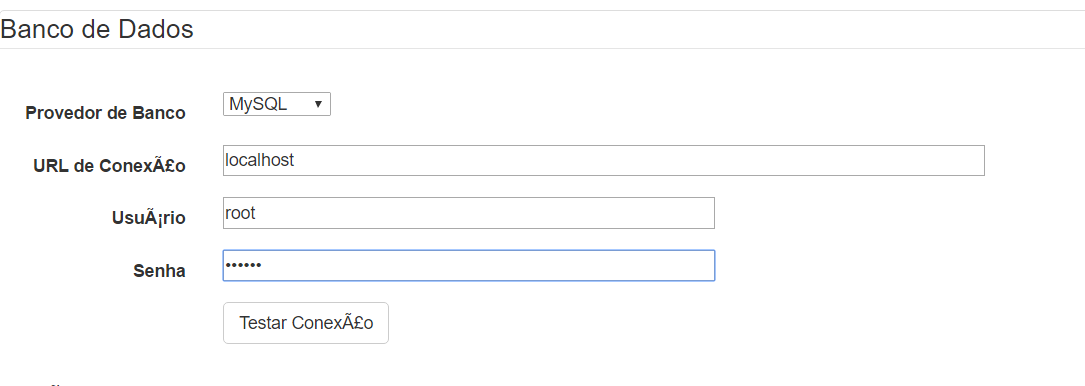 Banco de Dados
Provedor de Banco MySQL
URL de ConexÃ£o localhost
UsuÃ¡rio root
Senha ••••••
Testar ConexÃ£o